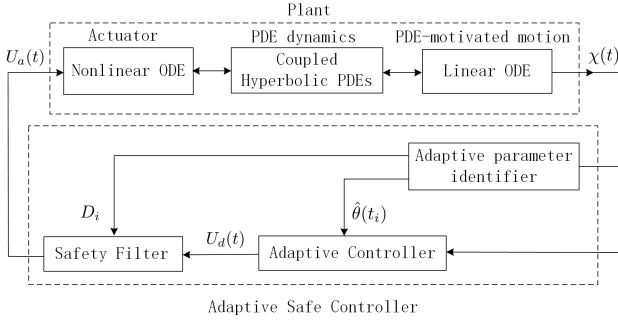 Plant
Actuator
PDE dynamics
PDE-motivated motion
U_a(t)
Nonlinear ODE
Coupled
Hyperbolic PDEs
Linear ODE
χ(t)
Adaptive parameter
identifier
D_i
θ̂(t_i)
U_d(t)
Safety Filter
Adaptive Controller
Adaptive Safe Controller